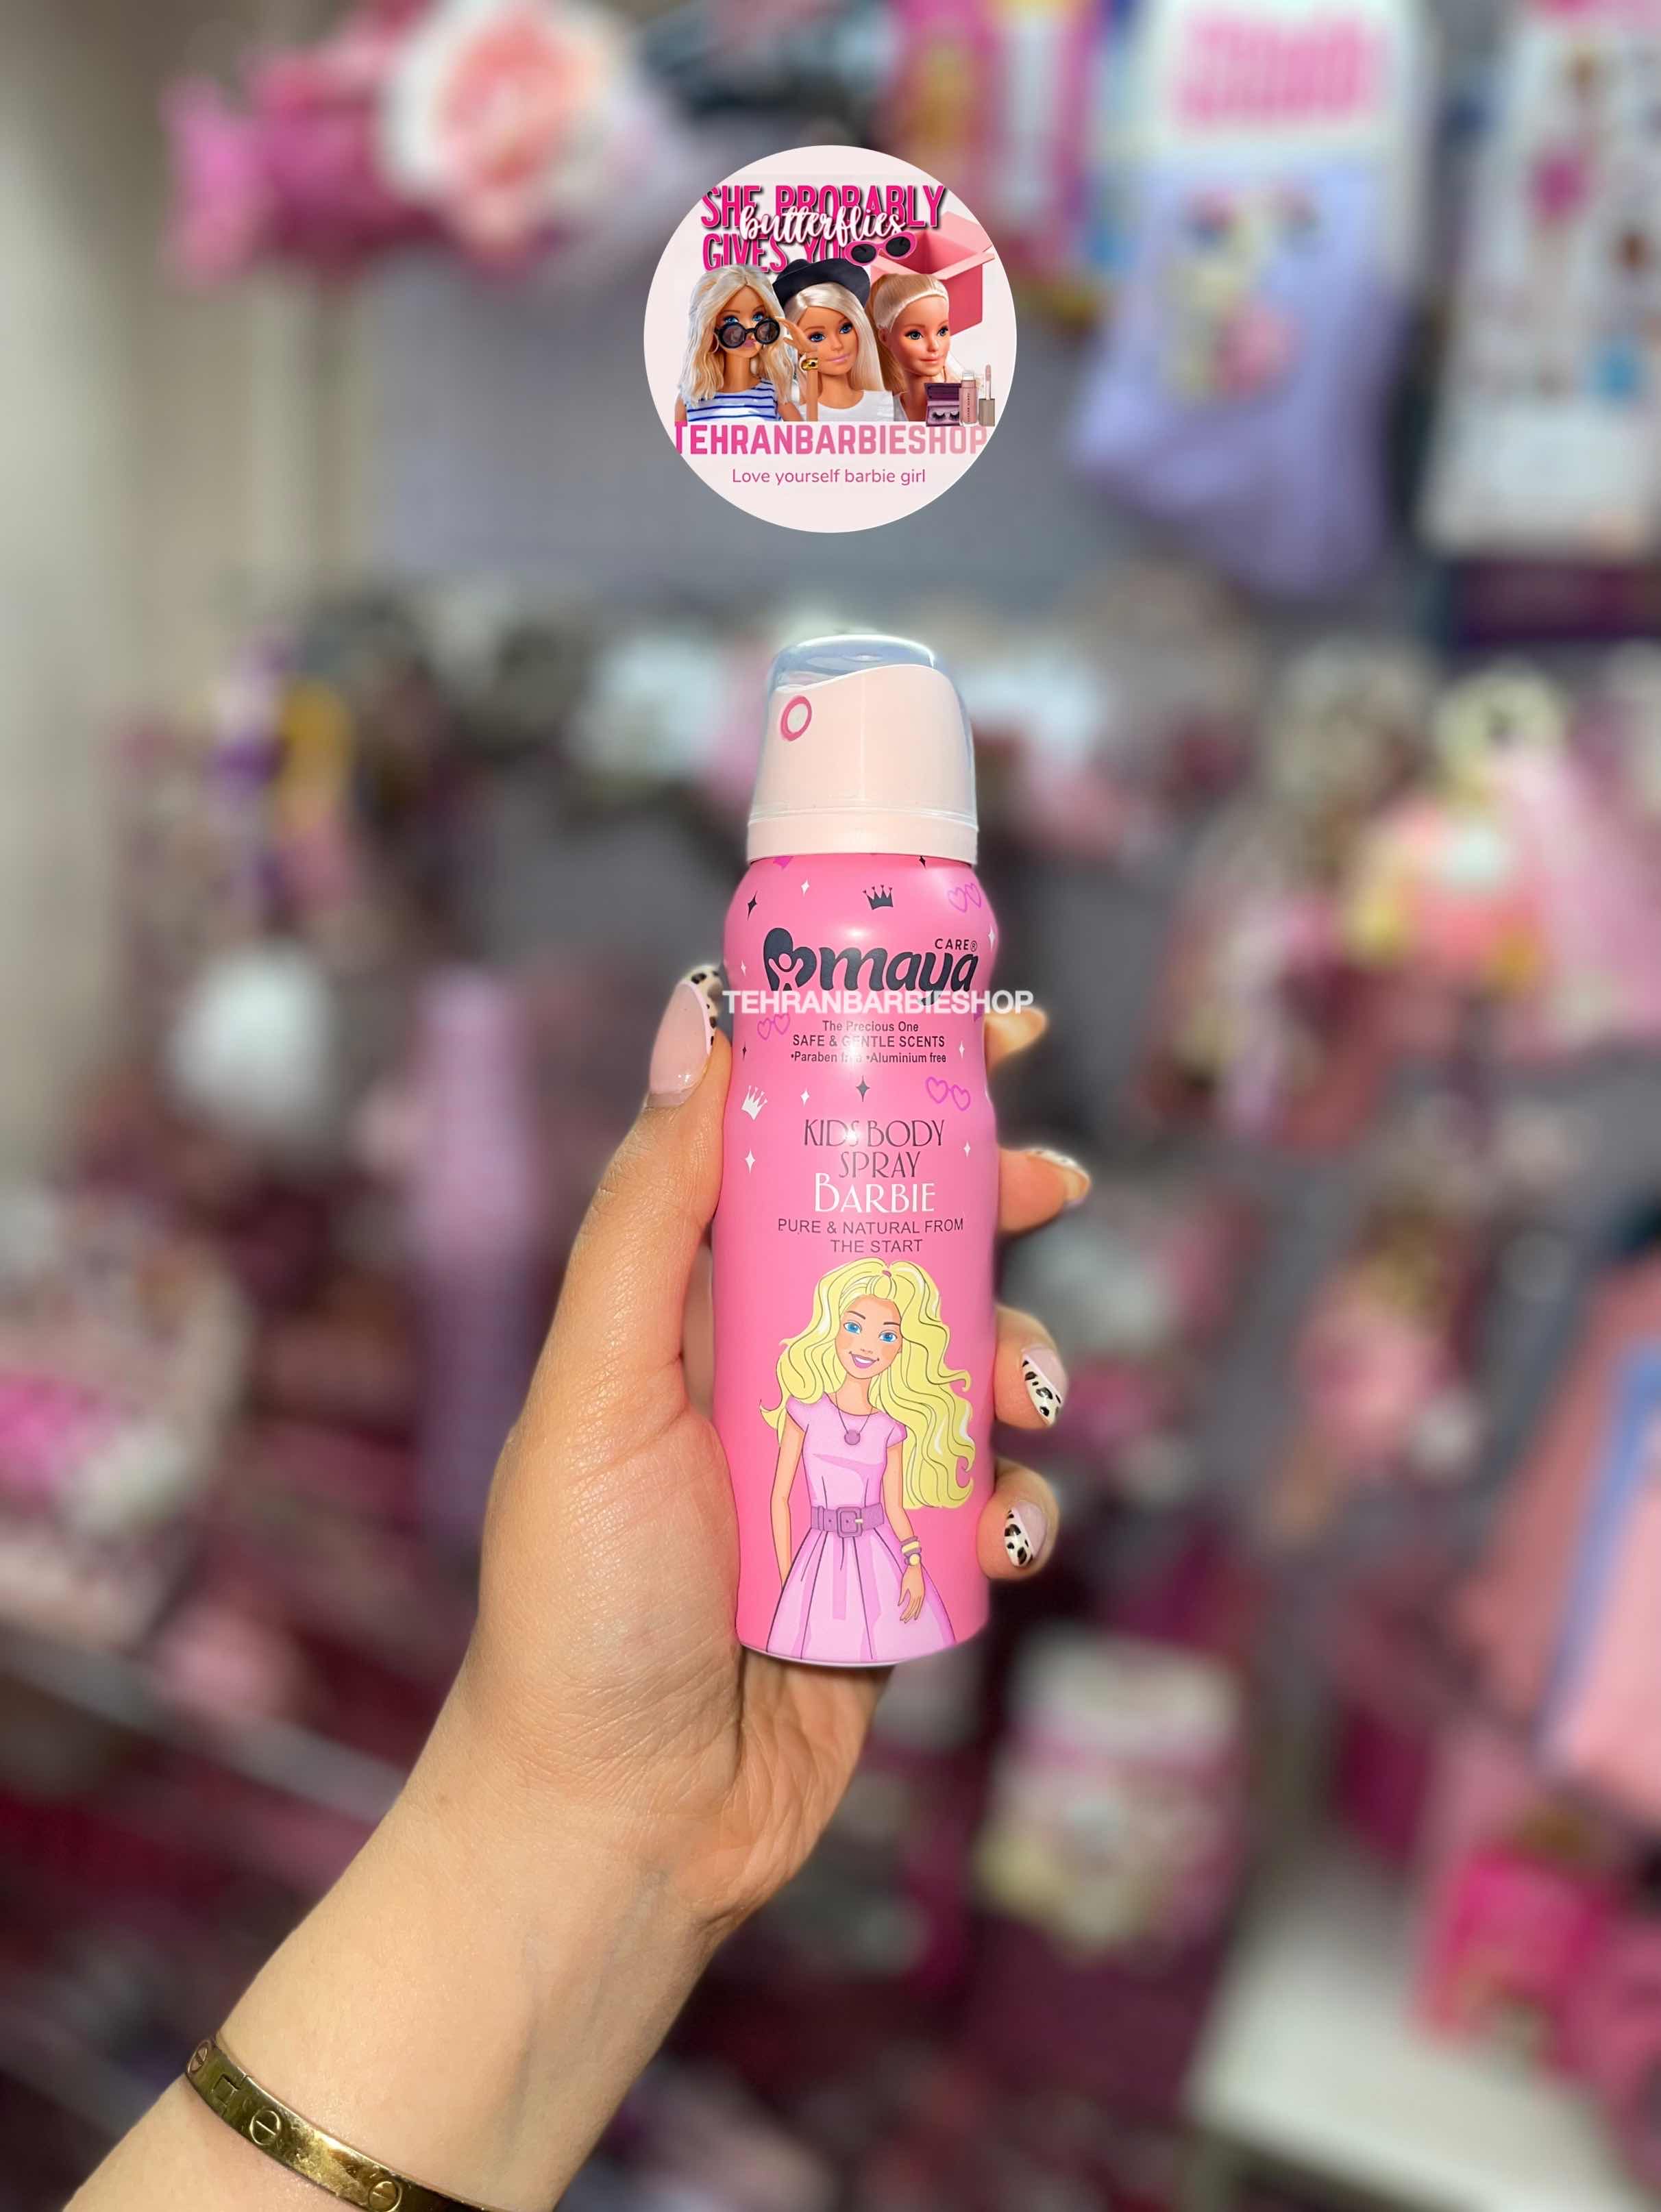 SHE PROBABLY
butterflies
GIVES YOU
TEHRANBARBIESHOP
Love yourself barbie girl
CARE®
maya
TEHRANBARBIESHOP
The Precious One
SAFE & GENTLE SCENTS
•Paraben free •Aluminium free
KIDS BODY
SPRAY
BARBIE
PURE & NATURAL FROM
THE START